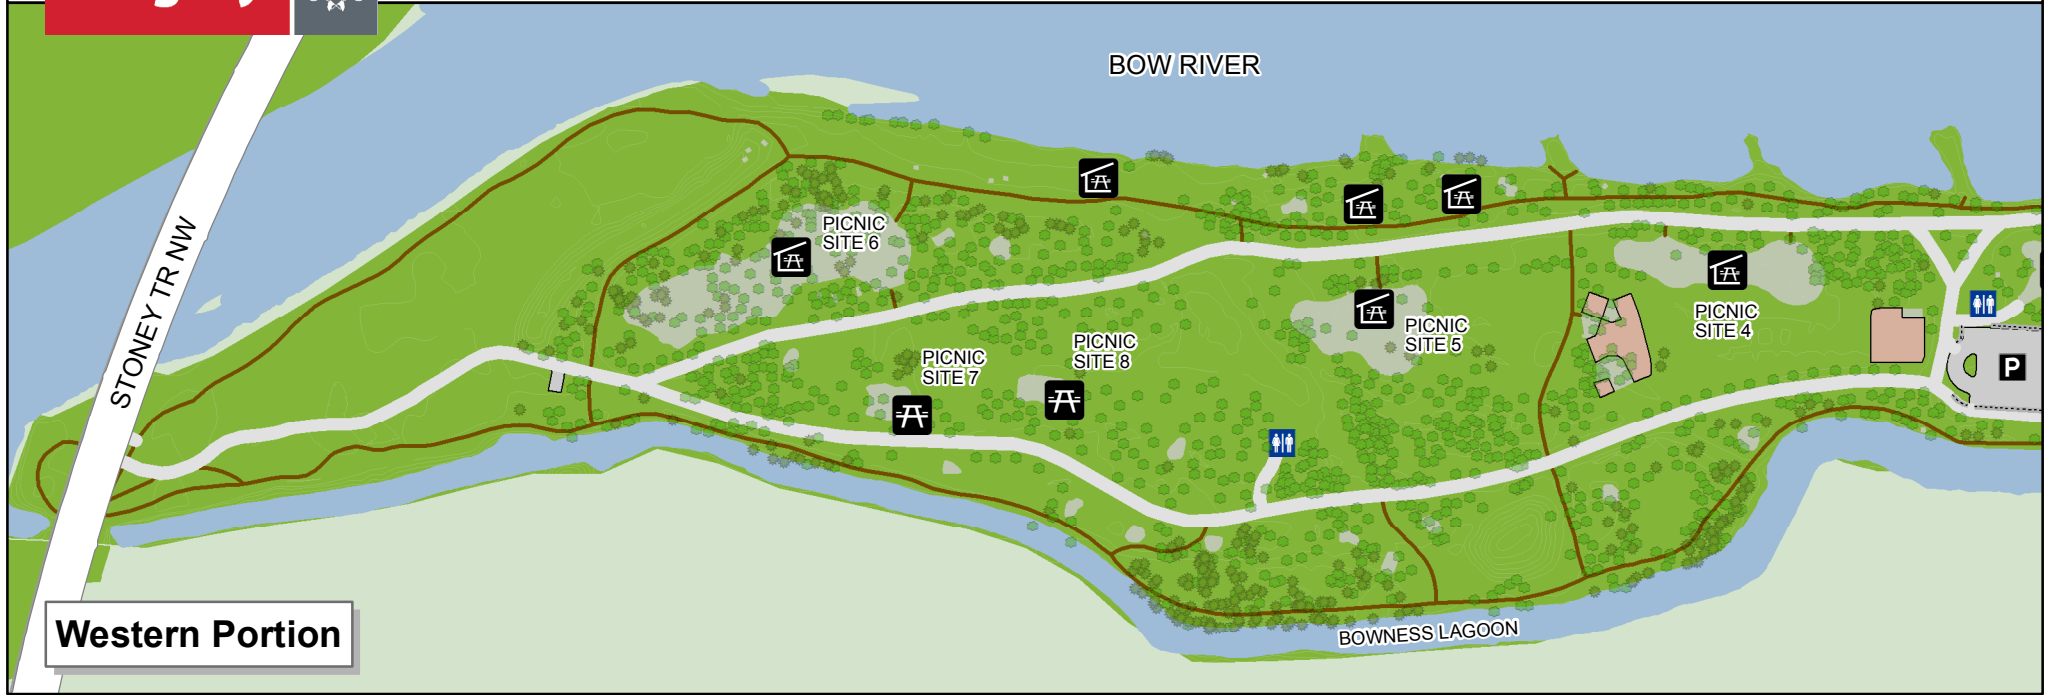 BOW RIVER
STONEY TR NW
PICNIC
SITE 6
PICNIC
SITE 7
PICNIC
SITE 8
PICNIC
SITE 5
PICNIC
SITE 4
P
BOWNESS LAGOON
Western Portion